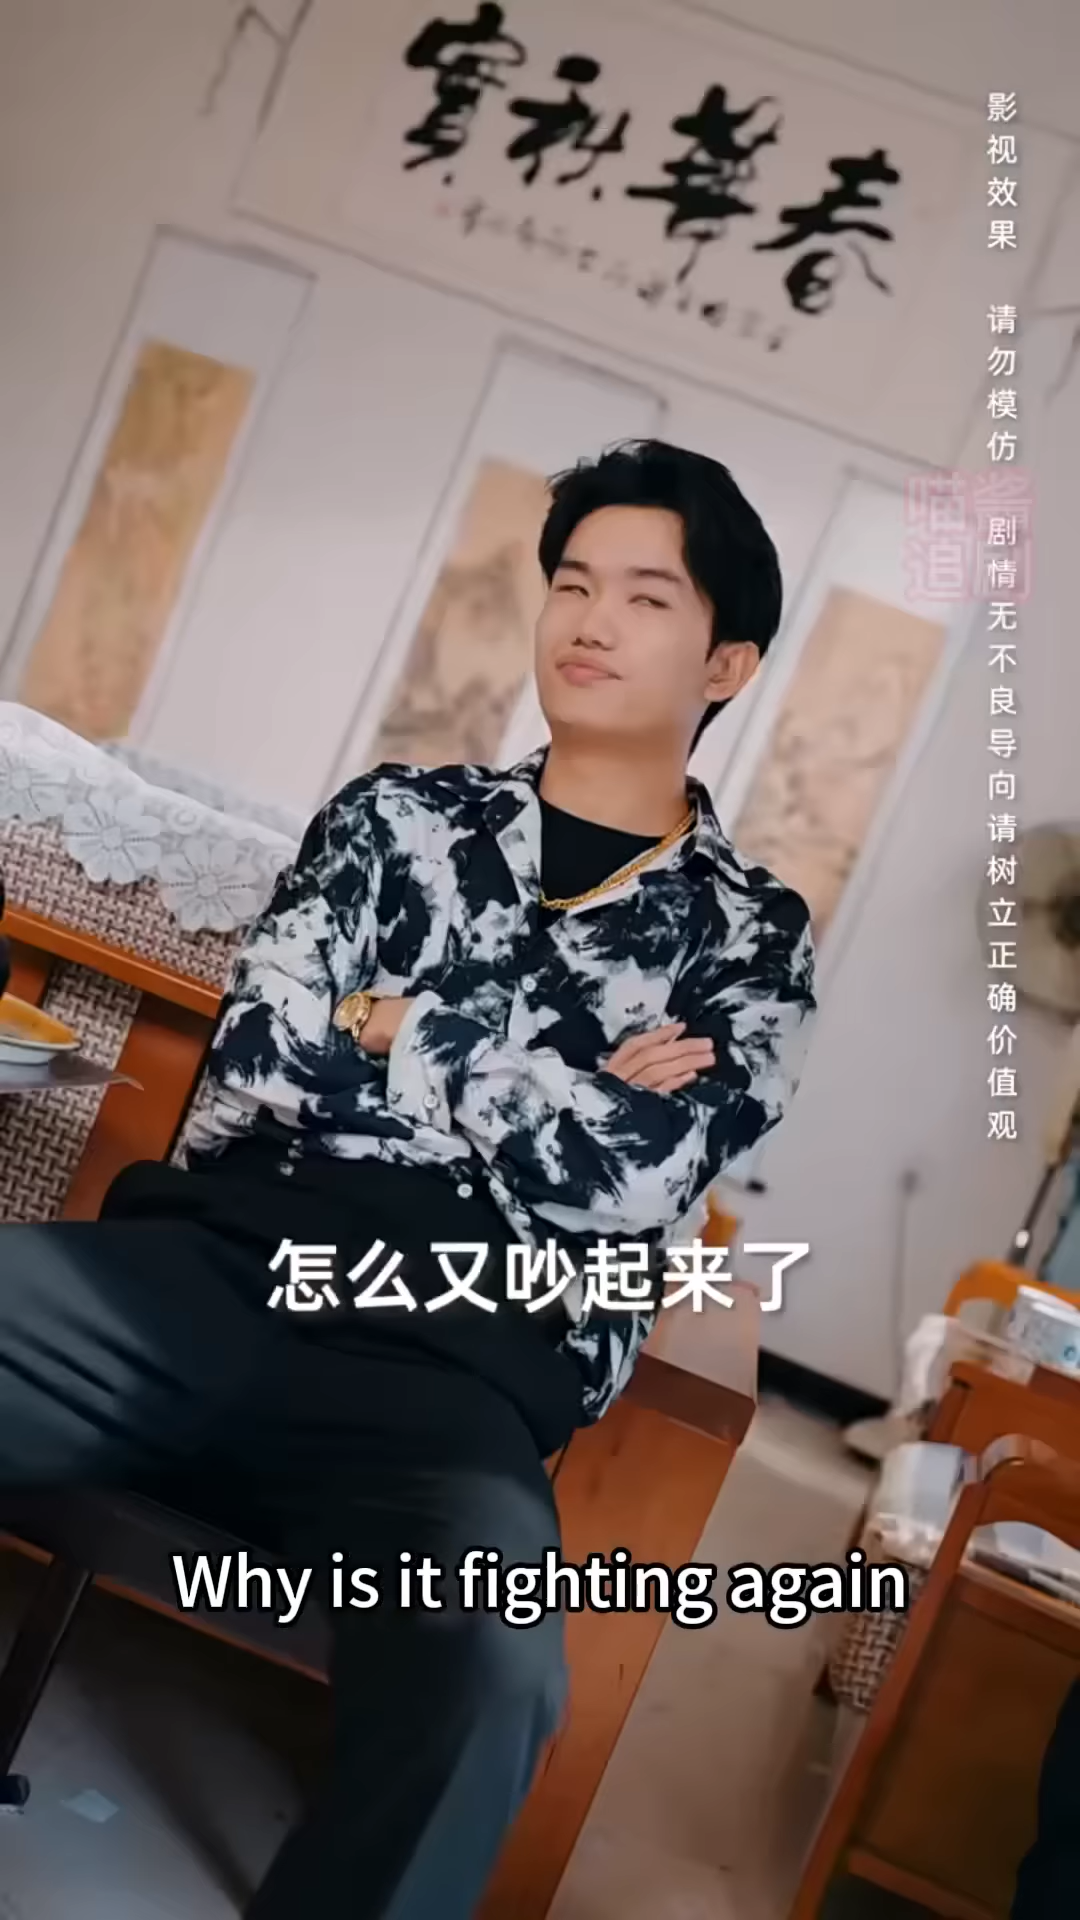 實秋華春
影视效果 请勿模仿 剧情无不良导向请树立正确价值观
喵酱
追剧
怎么又吵起来了
Why is it fighting again